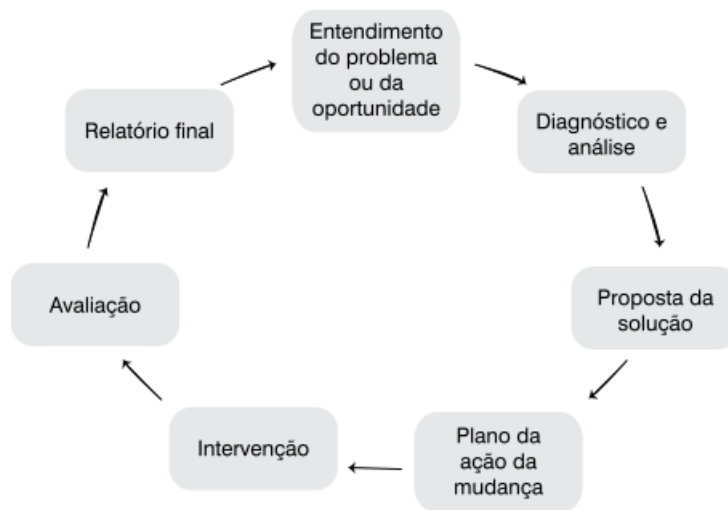 Entendimento
do problema
ou da
oportunidade
Diagnóstico e
análise
Proposta da
solução
Plano da
ação da
mudança
Intervenção
Avaliação
Relatório final